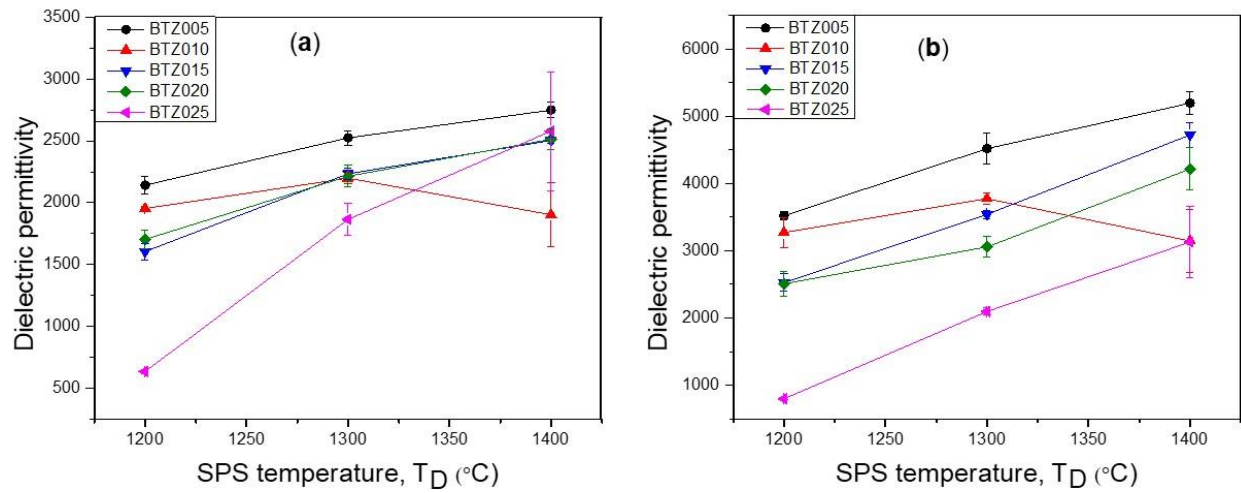 3500
3000
2500
2000
1500
1000
500
BTZ005
BTZ010
BTZ015
BTZ020
BTZ025
(a)
Dielectric permittivity
1200
1250
1300
1350
1400
SPS temperature, TD (°C)
6000
5000
4000
3000
2000
1000
BTZ005
BTZ010
BTZ015
BTZ020
BTZ025
(b)
Dielectric permittivity
1200
1250
1300
1350
1400
SPS temperature, TD (°C)